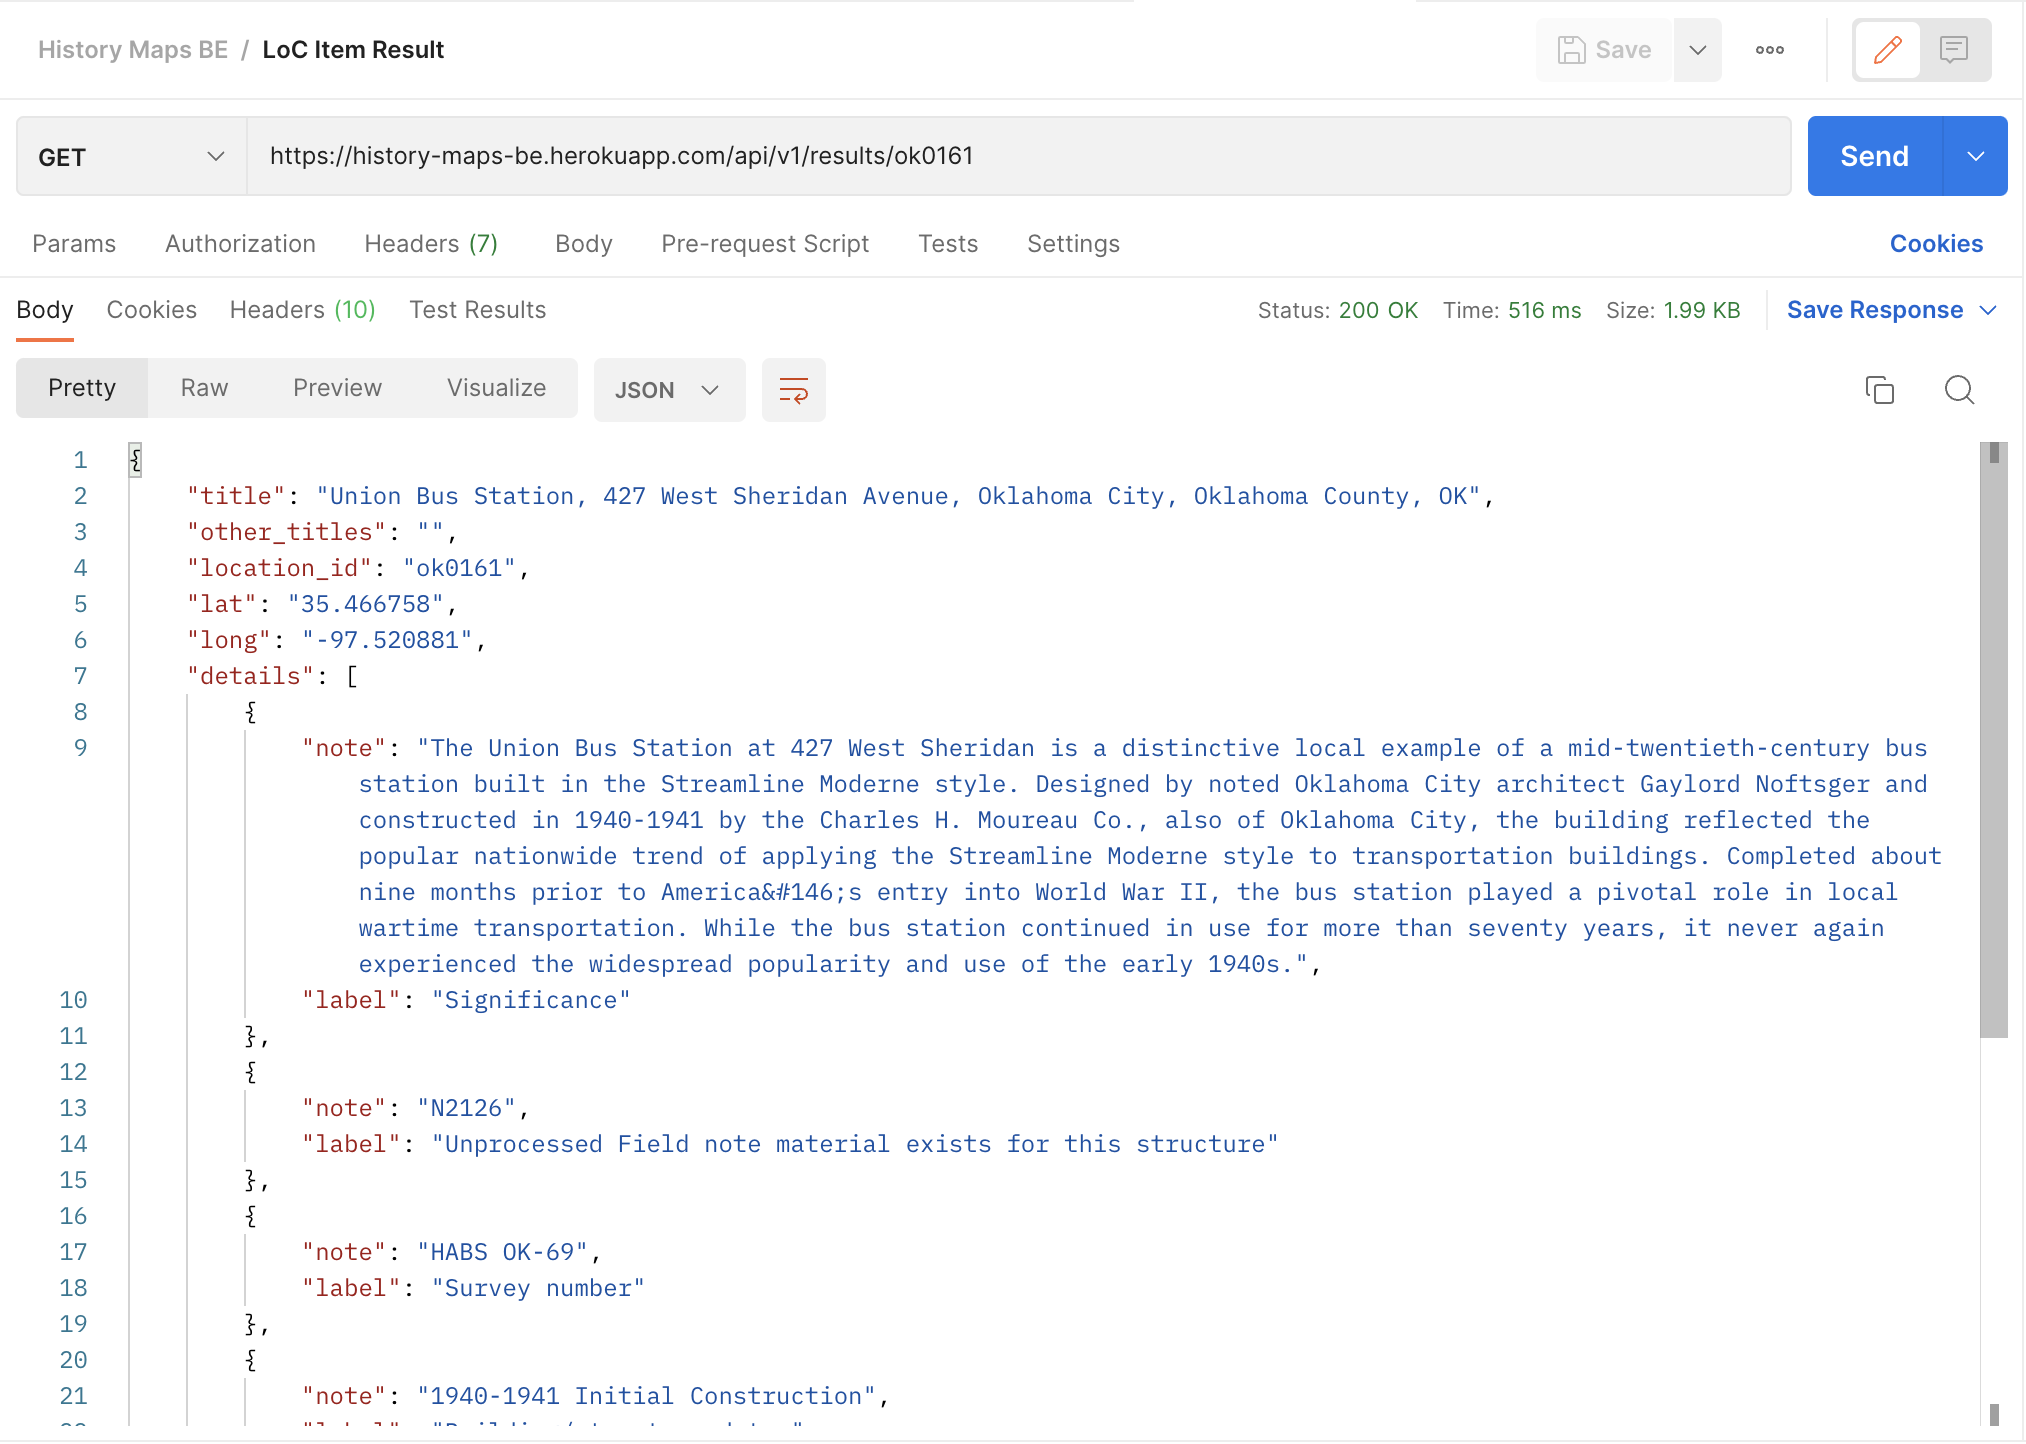 History Maps BE / LoC Item Result
Save
GET
https://history-maps-be.herokuapp.com/api/v1/results/ok0161
Send
Params Authorization Headers (7) Body Pre-request Script Tests Settings Cookies
Body Cookies Headers (10) Test Results Status: 200 OK Time: 516 ms Size: 1.99 KB Save Response
Pretty Raw Preview Visualize JSON
1 {
2 "title": "Union Bus Station, 427 West Sheridan Avenue, Oklahoma City, Oklahoma County, OK",
3 "other_titles": "",
4 "location_id": "ok0161",
5 "lat": "35.466758",
6 "long": "-97.520881",
7 "details": [
8 {
9 "note": "The Union Bus Station at 427 West Sheridan is a distinctive local example of a mid-twentieth-century bus
station built in the Streamline Moderne style. Designed by noted Oklahoma City architect Gaylord Noftsger and
constructed in 1940-1941 by the Charles H. Moureau Co., also of Oklahoma City, the building reflected the
popular nationwide trend of applying the Streamline Moderne style to transportation buildings. Completed about
nine months prior to America&#146;s entry into World War II, the bus station played a pivotal role in local
wartime transportation. While the bus station continued in use for more than seventy years, it never again
experienced the widespread popularity and use of the early 1940s.",
10 "label": "Significance"
11 },
12 {
13 "note": "N2126",
14 "label": "Unprocessed Field note material exists for this structure"
15 },
16 {
17 "note": "HABS OK-69",
18 "label": "Survey number"
19 },
20 {
21 "note": "1940-1941 Initial Construction",